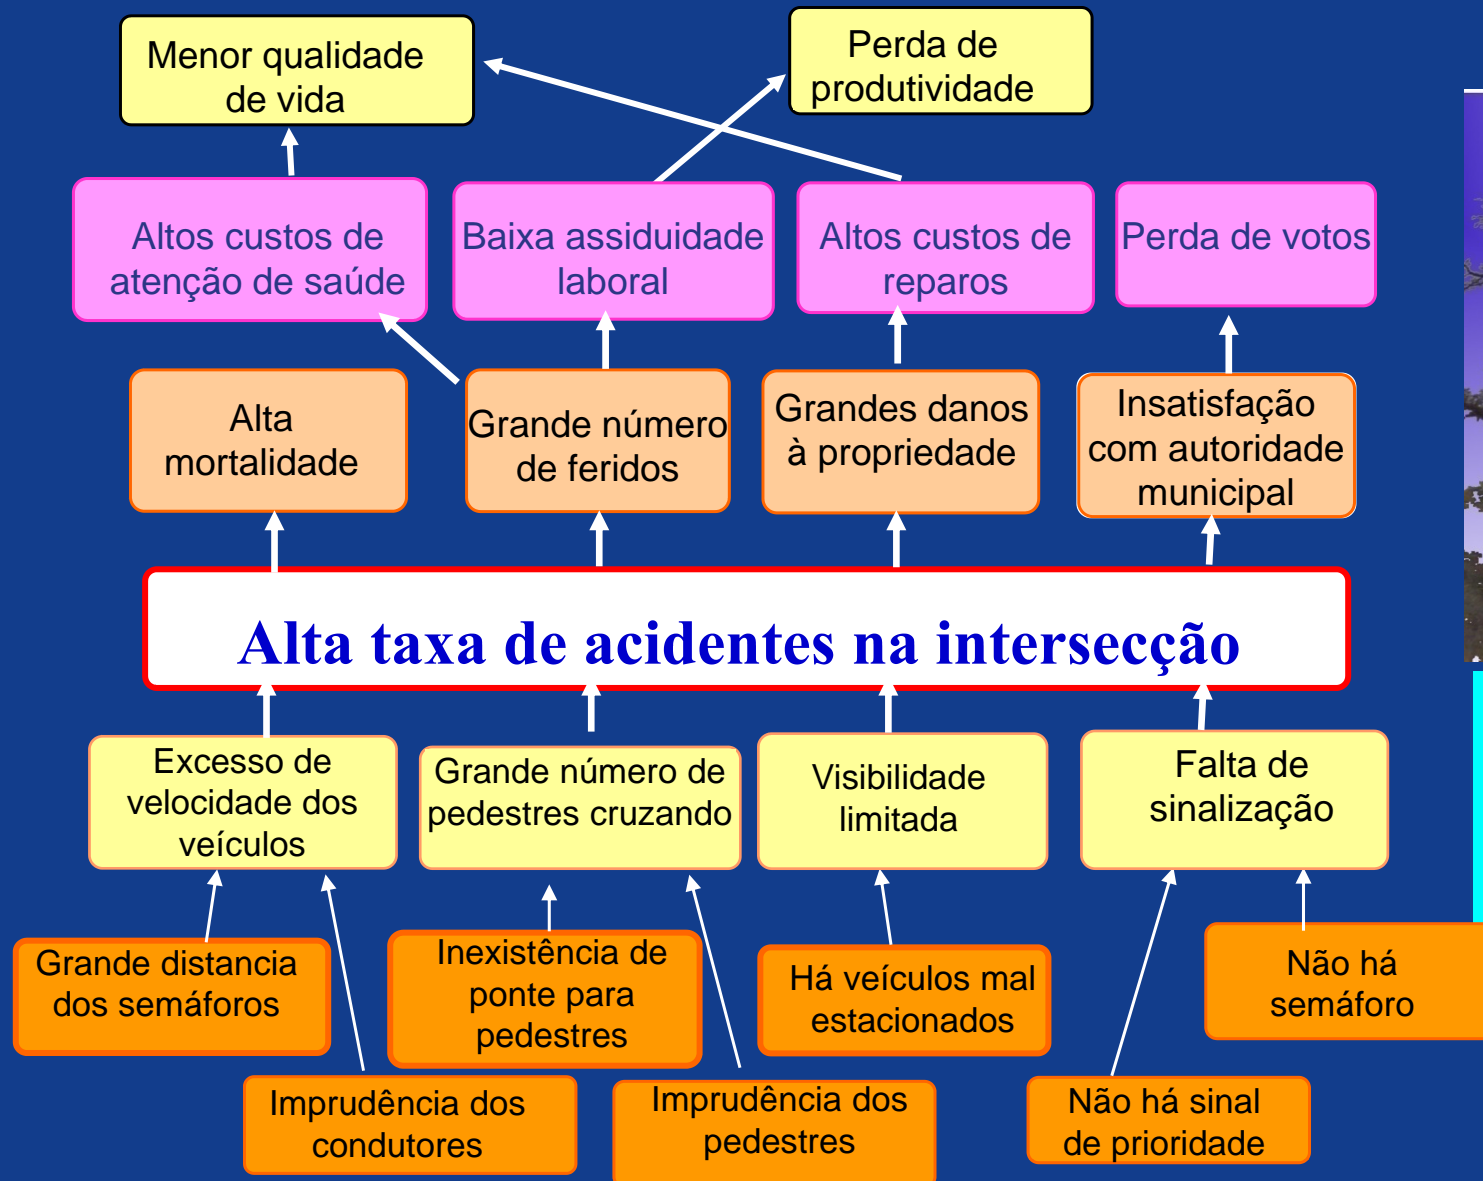 Menor qualidade
de vida
Perda de
produtividade
Altos custos de
atenção de saúde
Baixa assiduidade
laboral
Altos custos de
reparos
Perda de votos
Alta
mortalidade
Grande número
de feridos
Grandes danos
à propriedade
Insatisfação
com autoridade
municipal
Alta taxa de acidentes na intersecção
Excesso de
velocidade dos
veículos
Grande número de
pedestres cruzando
Visibilidade
limitada
Falta de
sinalização
Grande distancia
dos semáforos
Inexistência de
ponte para
pedestres
Há veículos mal
estacionados
Não há
semáforo
Imprudência dos
condutores
Imprudência dos
pedestres
Não há sinal
de prioridade